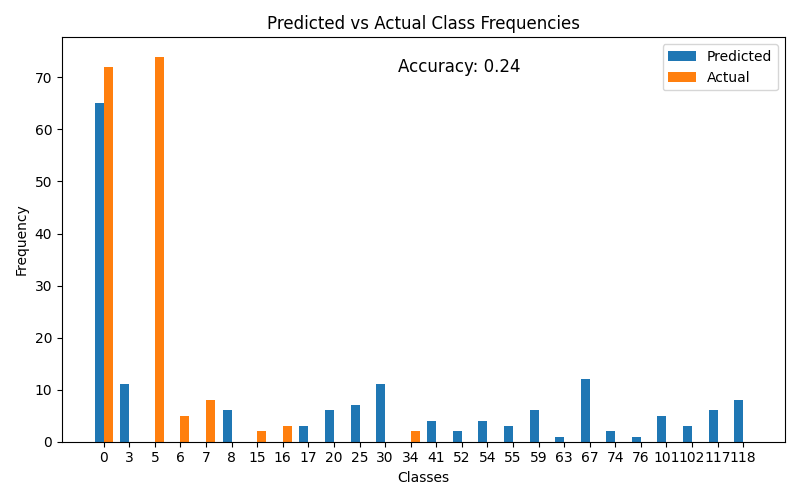 Predicted vs Actual Class Frequencies
Accuracy: 0.24
Predicted
Actual
Frequency
70
60
50
40
30
20
10
0
0 3 5 6 7 8 15 16 17 20 25 30 34 41 52 54 55 59 63 67 74 76 101 102 117 118
Classes